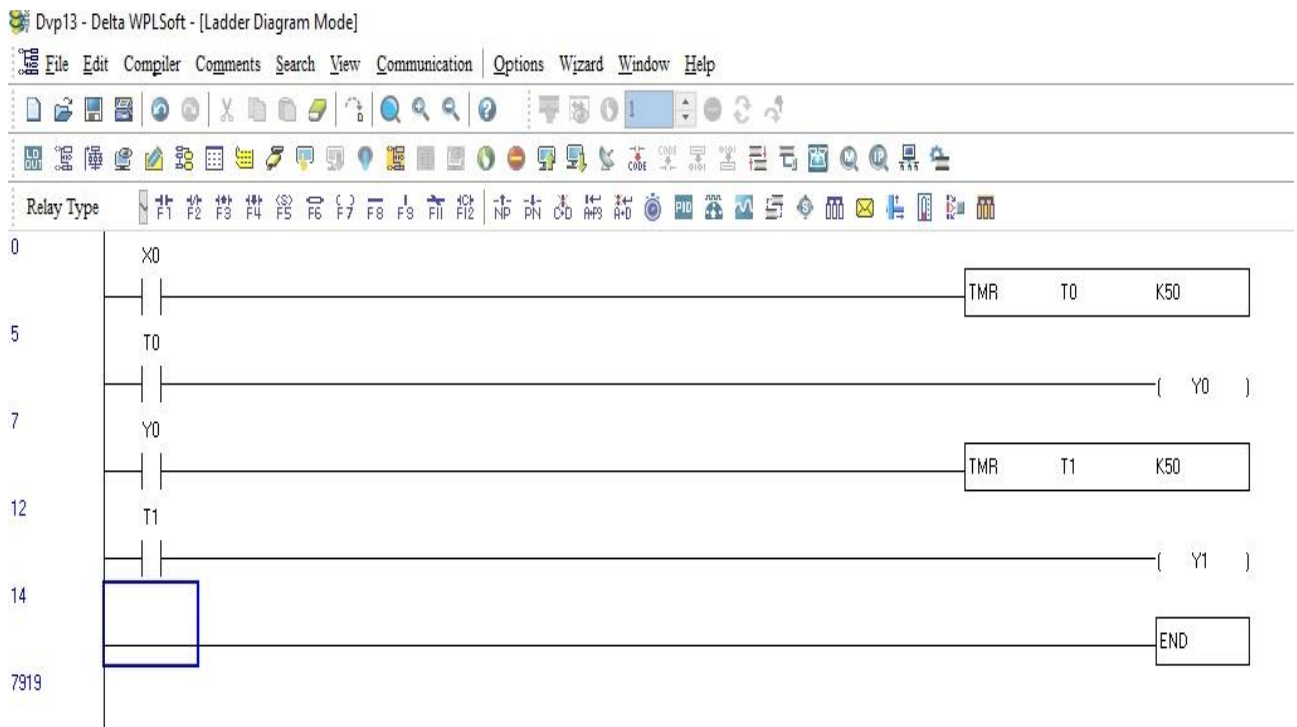 Dvp13 - Delta WPLSoft - [Ladder Diagram Mode]
File Edit Compiler Comments Search View Communication Options Wizard Window Help
1
Relay Type F1 F2 F3 F4 F5 F6 F7 F8 F9 F11 F12 NP PN
0
X0
TMR T0 K50
5
T0
( Y0 )
7
Y0
TMR T1 K50
12
T1
( Y1 )
14
END
7919